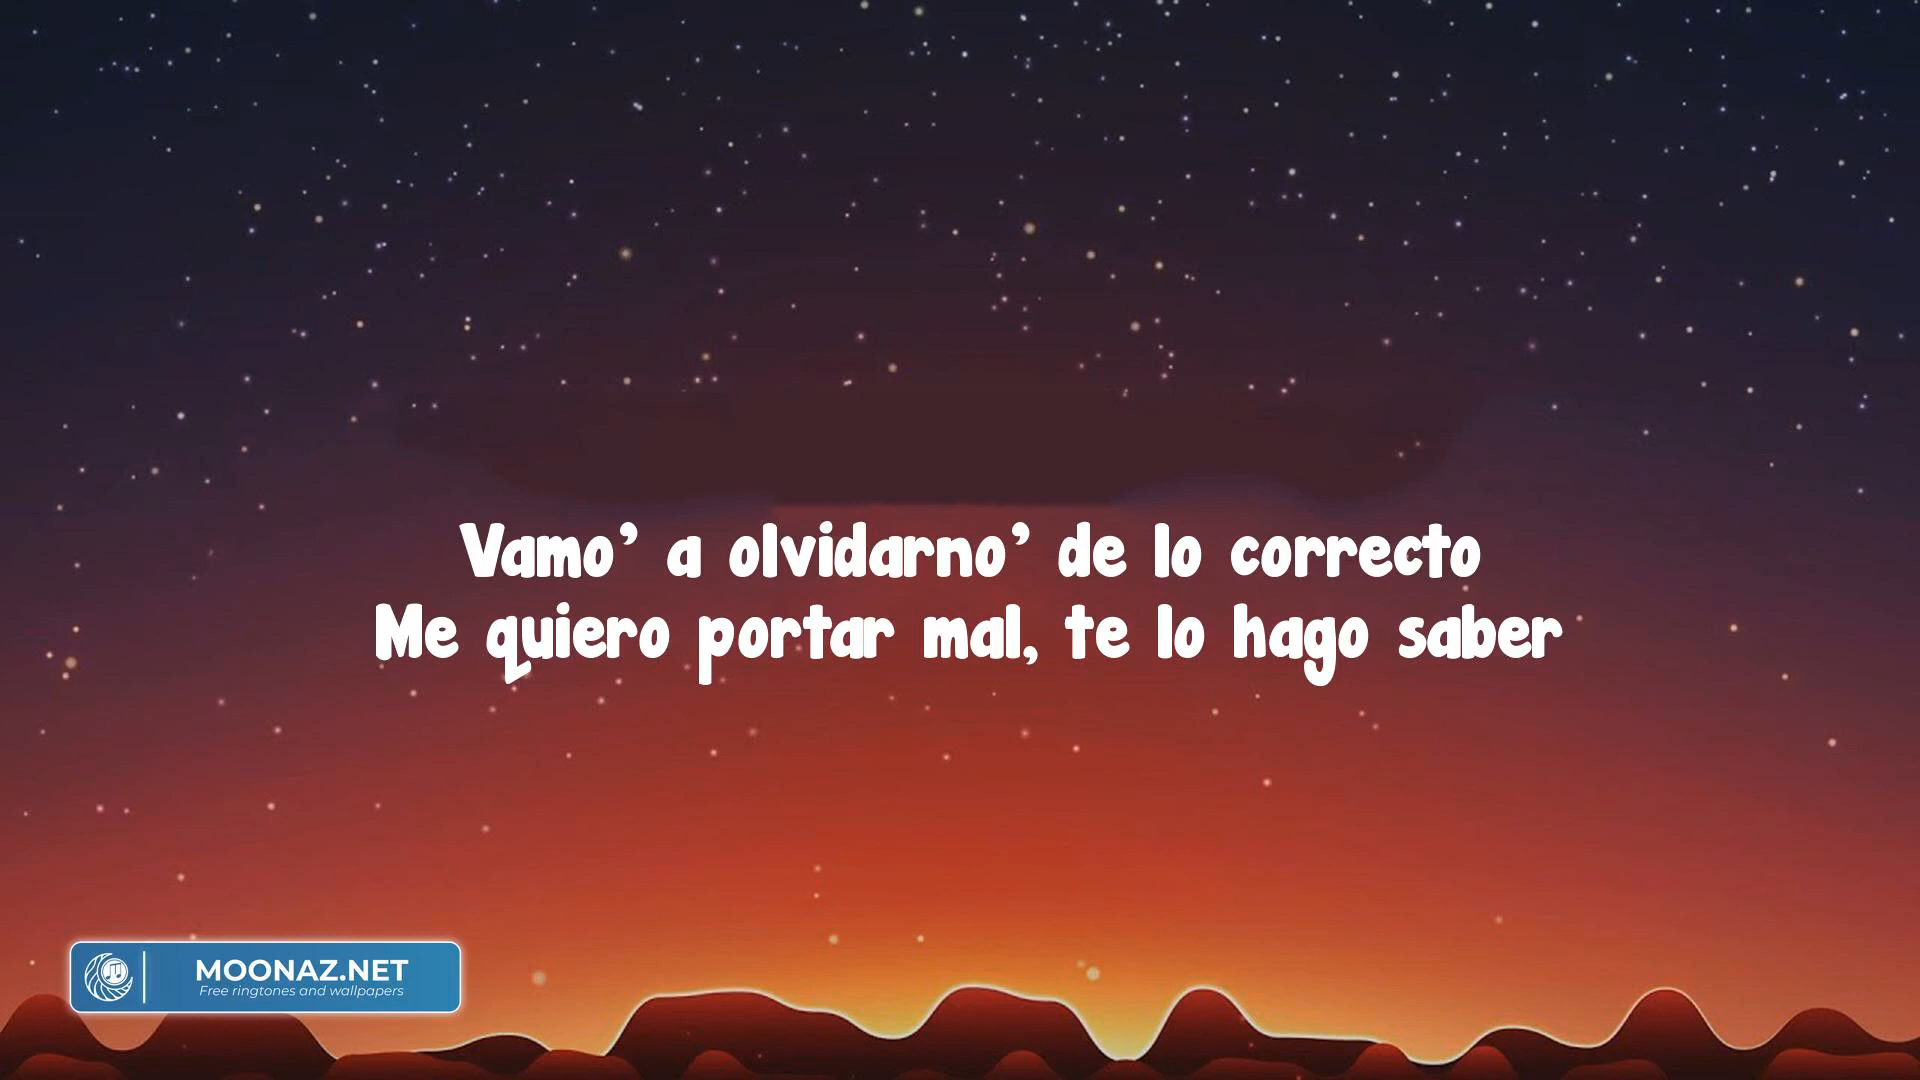 Vamo’ a olvidarno’ de lo correcto
Me quiero portar mal, te lo hago saber
MOONAZ.NET
Free ringtones and wallpapers